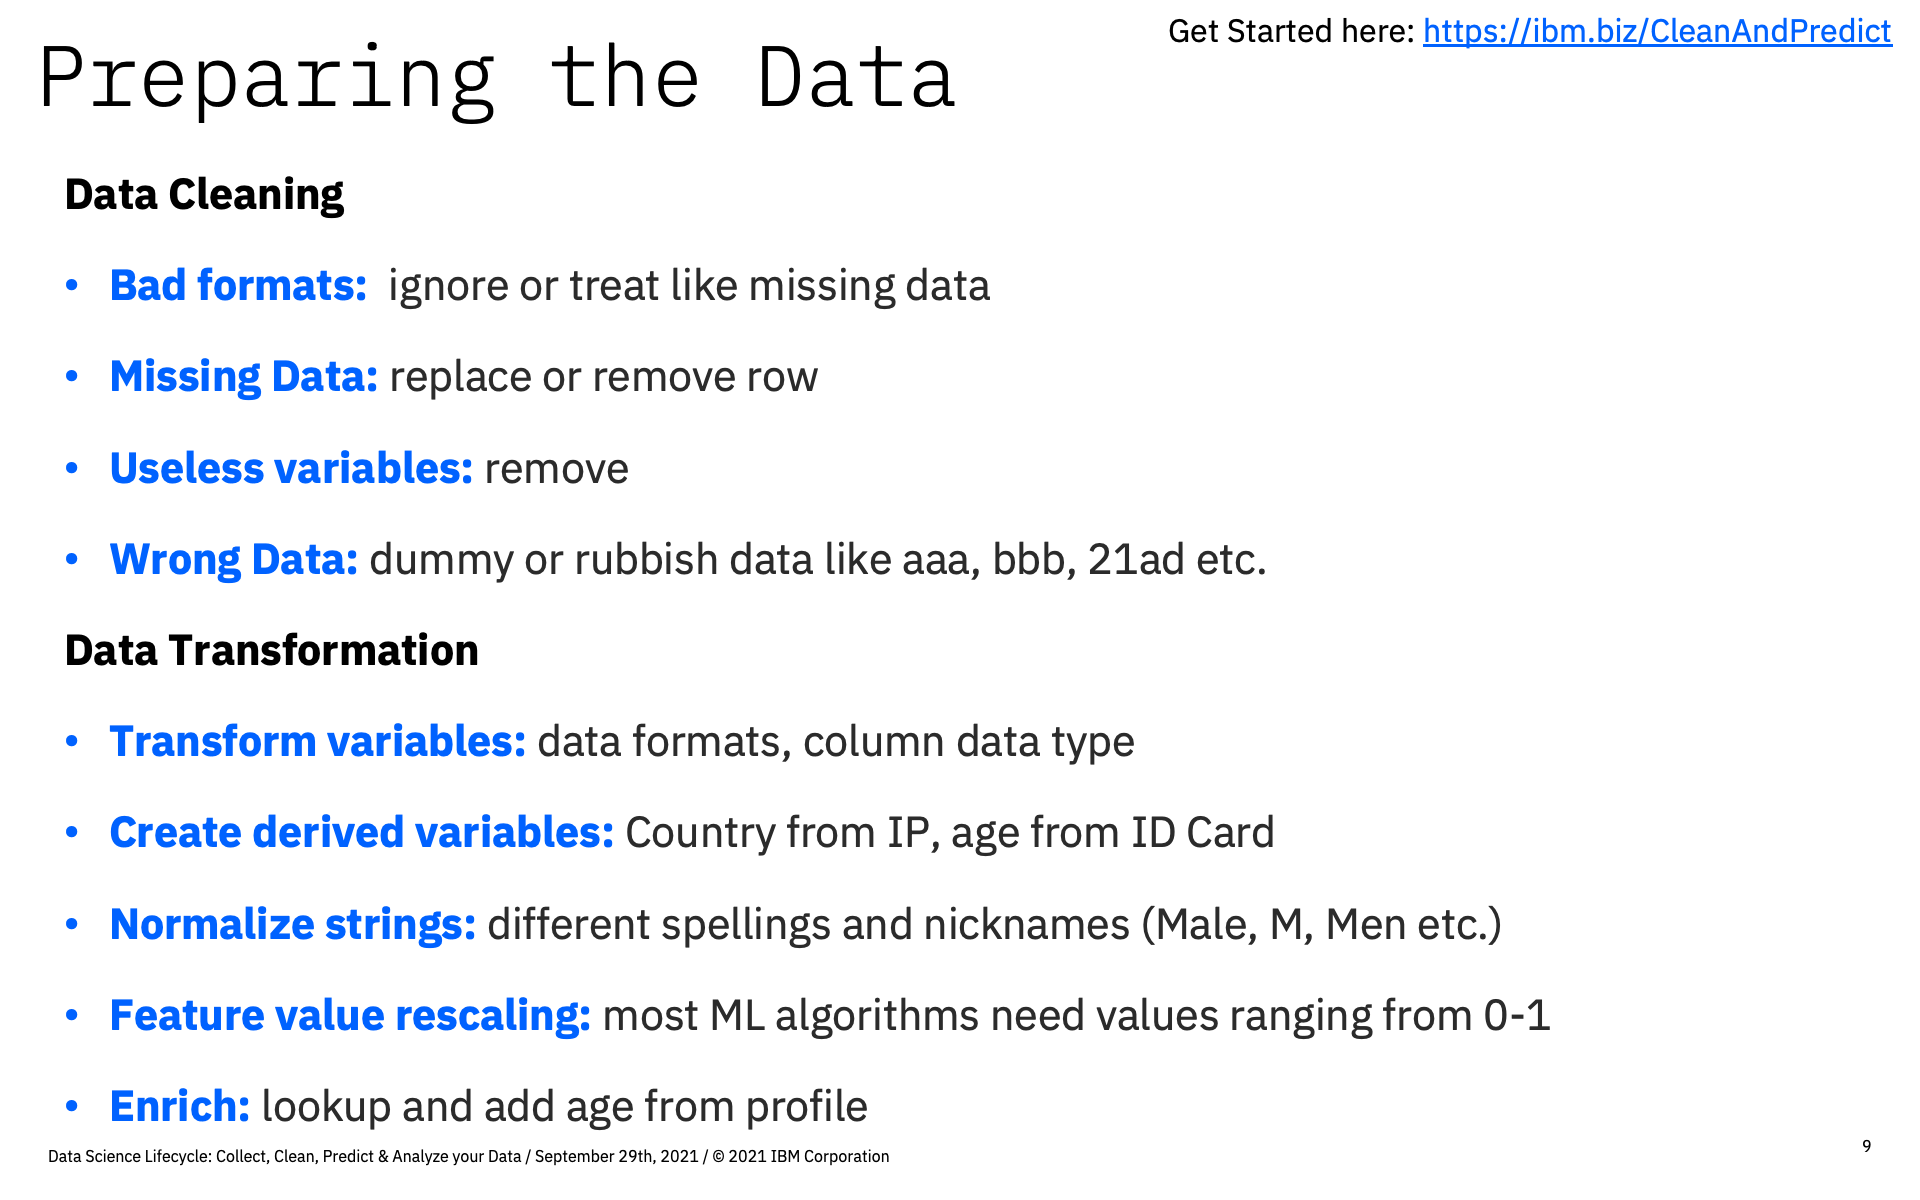 Get Started here: https://ibm.biz/CleanAndPredict
Preparing the Data
Data Cleaning
• Bad formats:  ignore or treat like missing data
• Missing Data: replace or remove row
• Useless variables: remove
• Wrong Data: dummy or rubbish data like aaa, bbb, 21ad etc.
Data Transformation
• Transform variables: data formats, column data type
• Create derived variables: Country from IP, age from ID Card
• Normalize strings: different spellings and nicknames (Male, M, Men etc.)
• Feature value rescaling: most ML algorithms need values ranging from 0-1
• Enrich: lookup and add age from profile
Data Science Lifecycle: Collect, Clean, Predict & Analyze your Data / September 29th, 2021 / © 2021 IBM Corporation
9